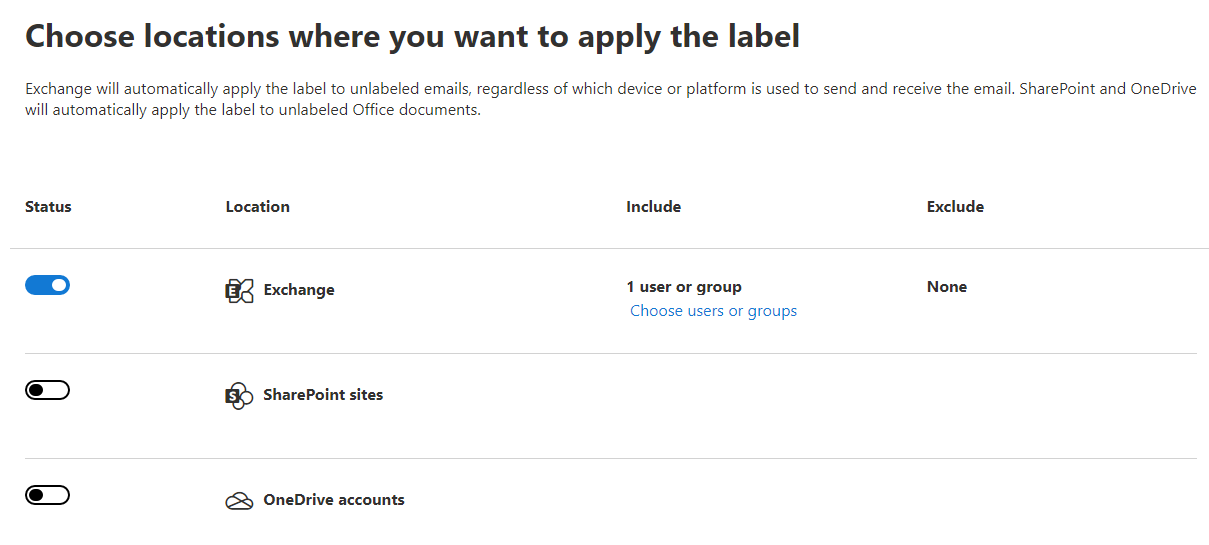 Choose locations where you want to apply the label
Exchange will automatically apply the label to unlabeled emails, regardless of which device or platform is used to send and receive the email. SharePoint and OneDrive
will automatically apply the label to unlabeled Office documents.
Status Location Include Exclude
Exchange 1 user or group None
Choose users or groups
SharePoint sites
OneDrive accounts